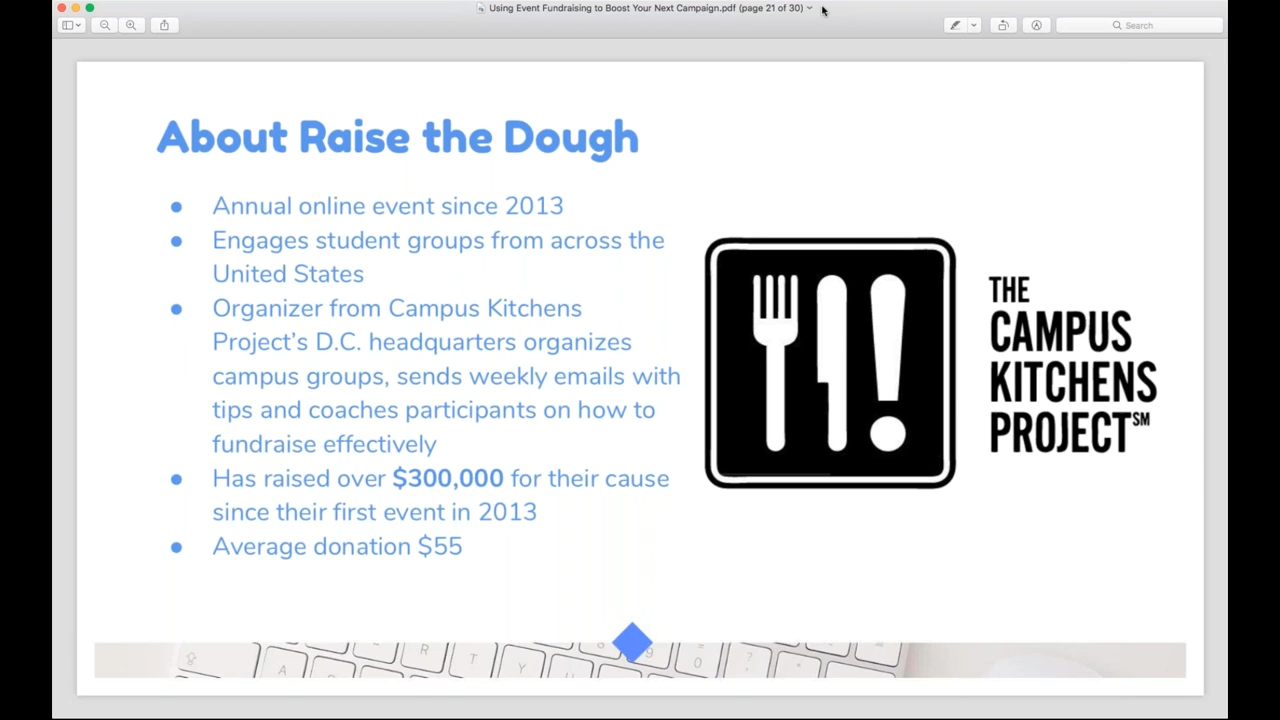 Using Event Fundraising to Boost Your Next Campaign.pdf (page 21 of 30)
Search
About Raise the Dough
● Annual online event since 2013
● Engages student groups from across the
United States
● Organizer from Campus Kitchens
Project’s D.C. headquarters organizes
campus groups, sends weekly emails with
tips and coaches participants on how to
fundraise effectively
● Has raised over $300,000 for their cause
since their first event in 2013
● Average donation $55
THE
CAMPUS
KITCHENS
PROJECT℠
R
T
Y
A